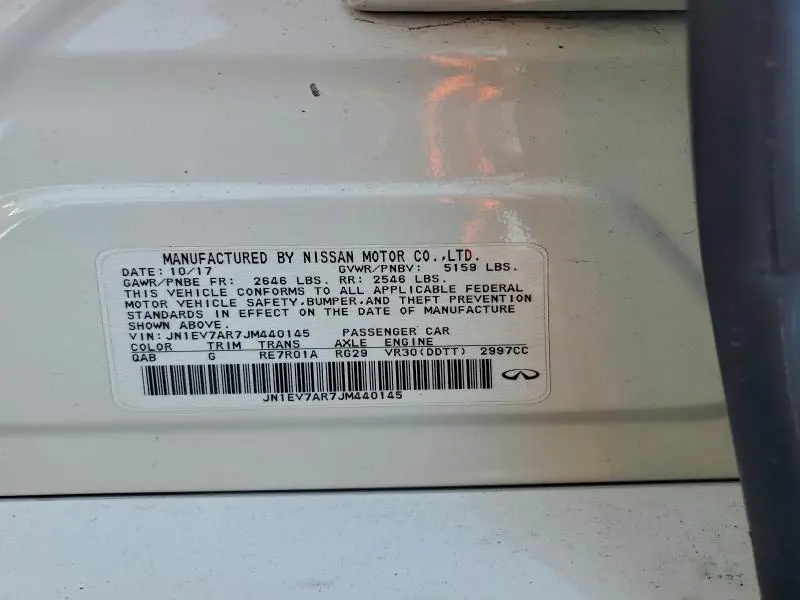 MANUFACTURED BY NISSAN MOTOR CO.,LTD.
DATE: 10/17 GVWR/PNBV: 5159 LBS.
GAWR/PNBE FR: 2646 LBS. RR: 2546 LBS.
THIS VEHICLE CONFORMS TO ALL APPLICABLE FEDERAL
MOTOR VEHICLE SAFETY,BUMPER,AND THEFT PREVENTION
STANDARDS IN EFFECT ON THE DATE OF MANUFACTURE
SHOWN ABOVE.
VIN: JN1EV7AR7JM440145 PASSENGER CAR
COLOR TRIM TRANS AXLE ENGINE
QAB G RE7R01A RG29 VR30(DDTT) 2997CC
JN1EV7AR7JM440145